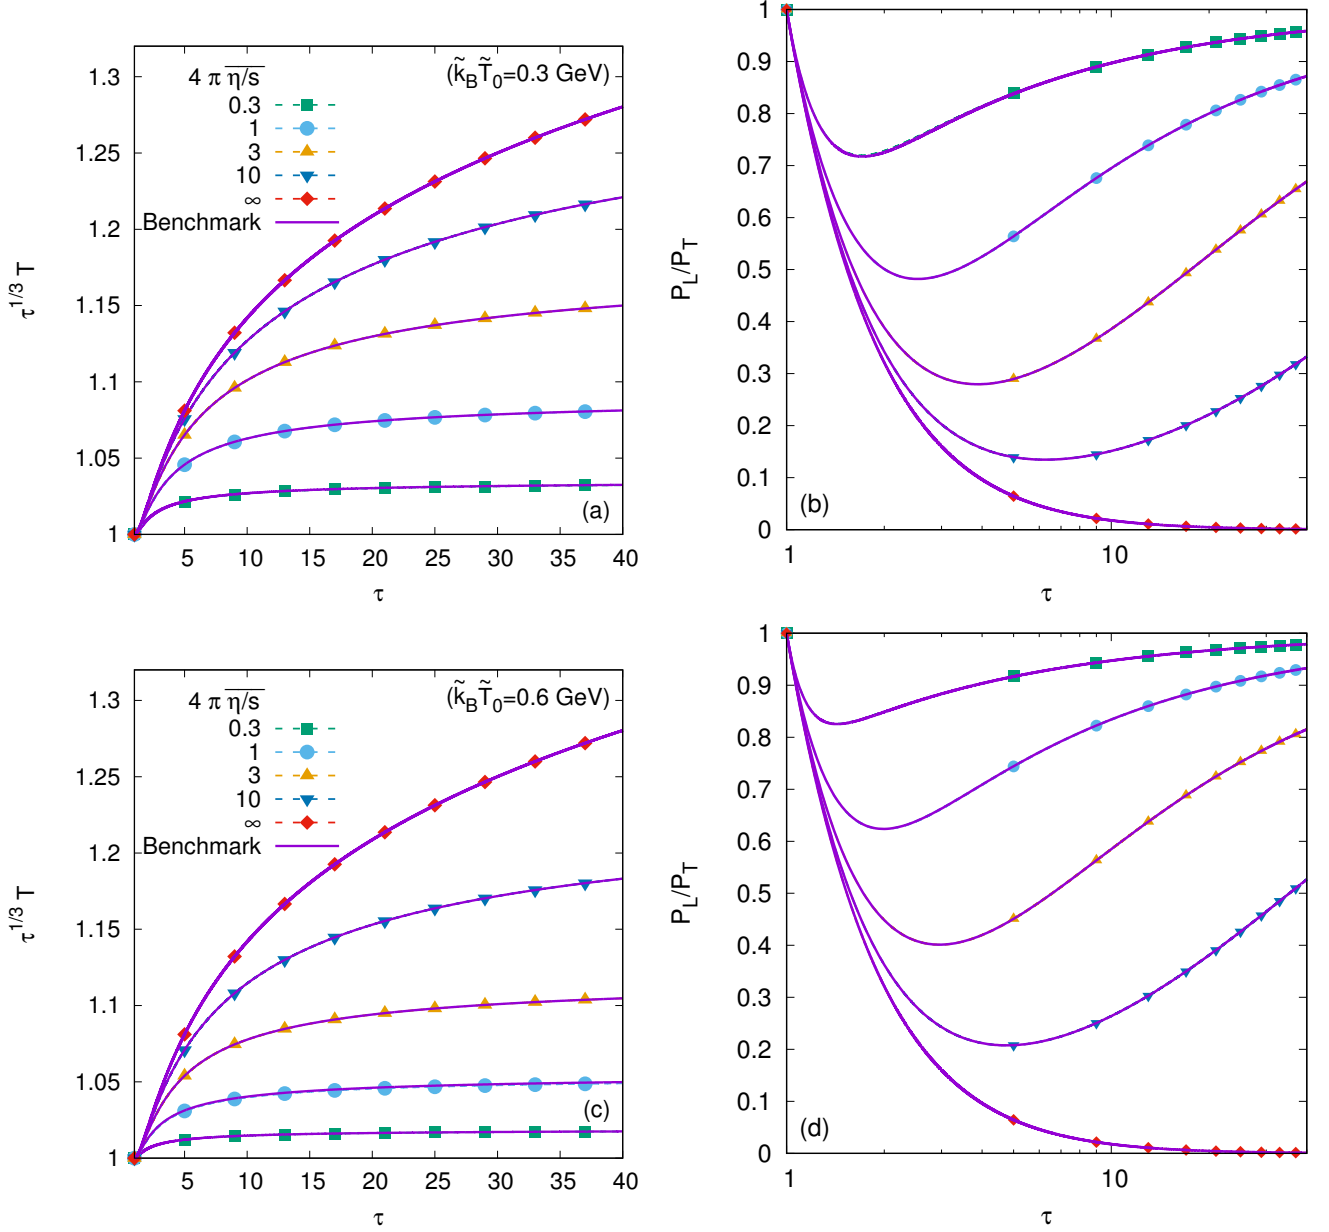 1.3
1.25
1.2
1.15
1.1
1.05
1
τ^{1/3} T
4 π \overline{η/s}
0.3
1
3
10
∞
Benchmark
(k̃_B T̃_0=0.3 GeV)
(a)
5 10 15 20 25 30 35 40
τ
1
0.9
0.8
0.7
0.6
0.5
0.4
0.3
0.2
0.1
0
P_L/P_T
(b)
1 10
τ
1.3
1.25
1.2
1.15
1.1
1.05
1
τ^{1/3} T
4 π \overline{η/s}
0.3
1
3
10
∞
Benchmark
(k̃_B T̃_0=0.6 GeV)
(c)
5 10 15 20 25 30 35 40
τ
1
0.9
0.8
0.7
0.6
0.5
0.4
0.3
0.2
0.1
0
P_L/P_T
(d)
1 10
τ